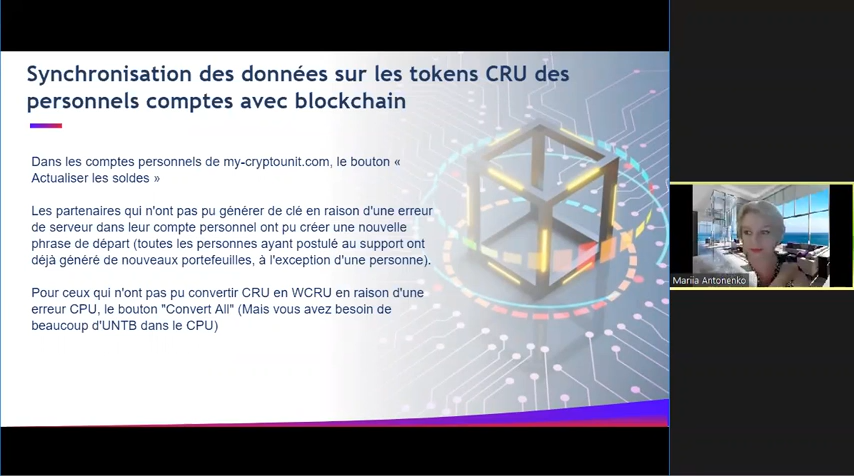 Synchronisation des données sur les tokens CRU des
personnels comptes avec blockchain
Dans les comptes personnels de my-cryptounit.com, le bouton «
Actualiser les soldes »
Les partenaires qui n'ont pas pu générer de clé en raison d'une erreur
de serveur dans leur compte personnel ont pu créer une nouvelle
phrase de départ (toutes les personnes ayant postulé au support ont
déjà généré de nouveaux portefeuilles, à l'exception d'une personne).
Pour ceux qui n'ont pas pu convertir CRU en WCRU en raison d'une
erreur CPU, le bouton "Convert All" (Mais vous avez besoin de
beaucoup d'UNTB dans le CPU)
Mariia Antonenko